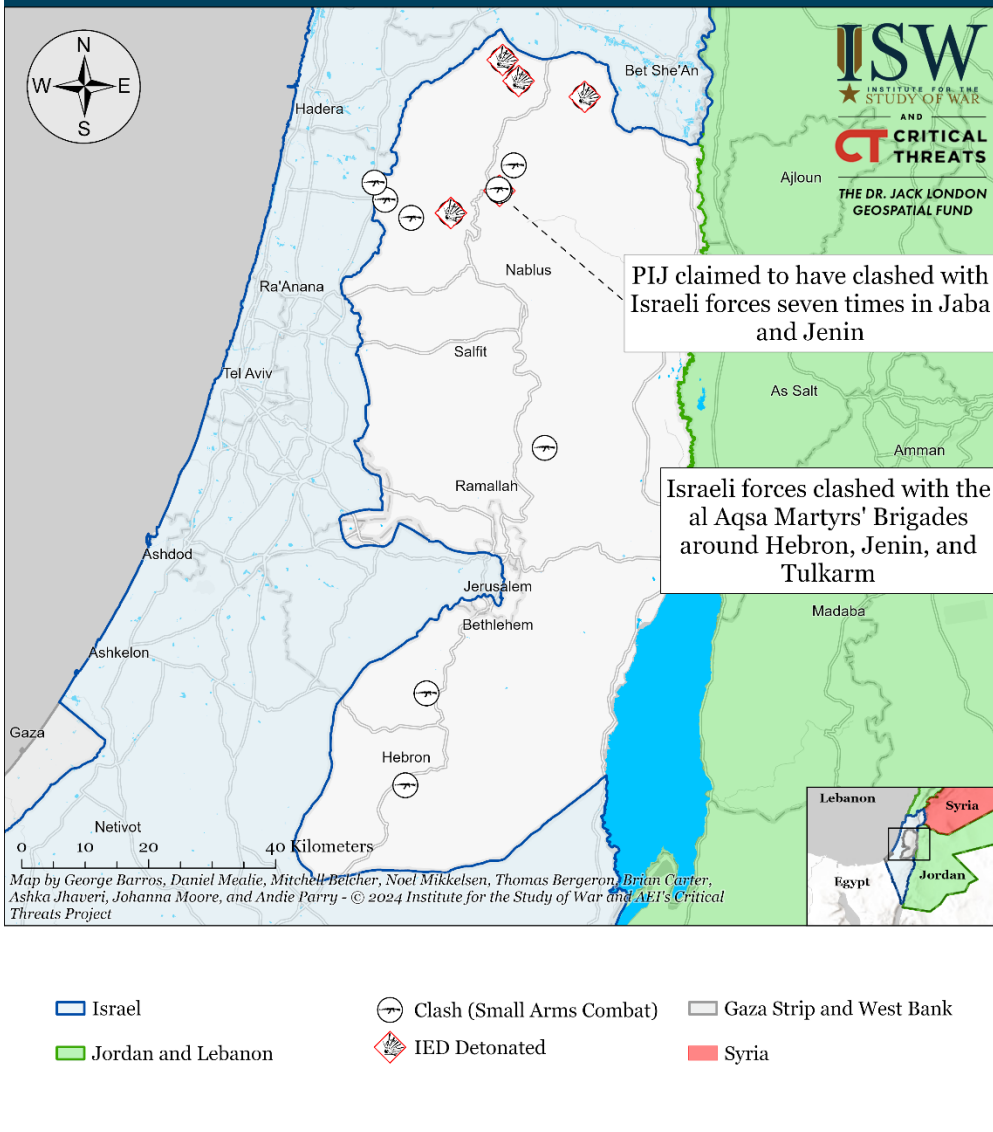 N
W
E
S
ISW
INSTITUTE FOR THE
STUDY OF WAR
AND
CT CRITICAL
THREATS
THE DR. JACK LONDON
GEOSPATIAL FUND
Bet She'An
Hadera
Ajloun
PIJ claimed to have clashed with
Israeli forces seven times in Jaba
and Jenin
Nablus
Ra'Anana
Salfit
Tel Aviv
As Salt
Amman
Ramallah
Israeli forces clashed with the
al Aqsa Martyrs' Brigades
around Hebron, Jenin, and
Tulkarm
Ashdod
Jerusalem
Madaba
Bethlehem
Ashkelon
Gaza
Hebron
Netivot
0 10 20 40 Kilometers
Lebanon
Syria
Egypt
Jordan
Map by George Barros, Daniel Mealie, Mitchell Belcher, Noel Mikkelsen, Thomas Bergeron, Brian Carter,
Ashka Jhaveri, Johanna Moore, and Andie Parry - © 2024 Institute for the Study of War and AEI's Critical
Threats Project
Israel
Clash (Small Arms Combat)
Gaza Strip and West Bank
Jordan and Lebanon
IED Detonated
Syria